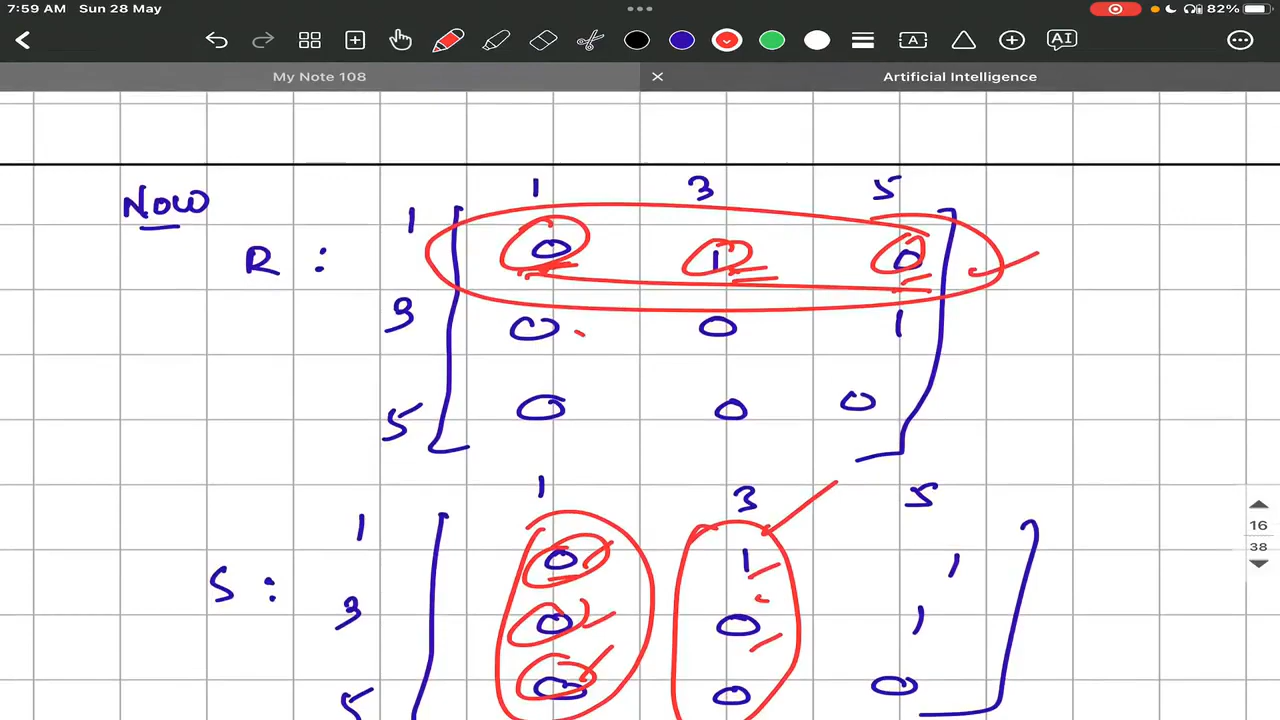 7:59 AM Sun 28 May
82%
AI
My Note 108
Artificial Intelligence
Now
1 3 5
R : 1 0 1 0
3 0 0 1
5 0 0 0
1 3 5
1 0 1 1
S : 3 0 0 1
5 0 0 0
16
38